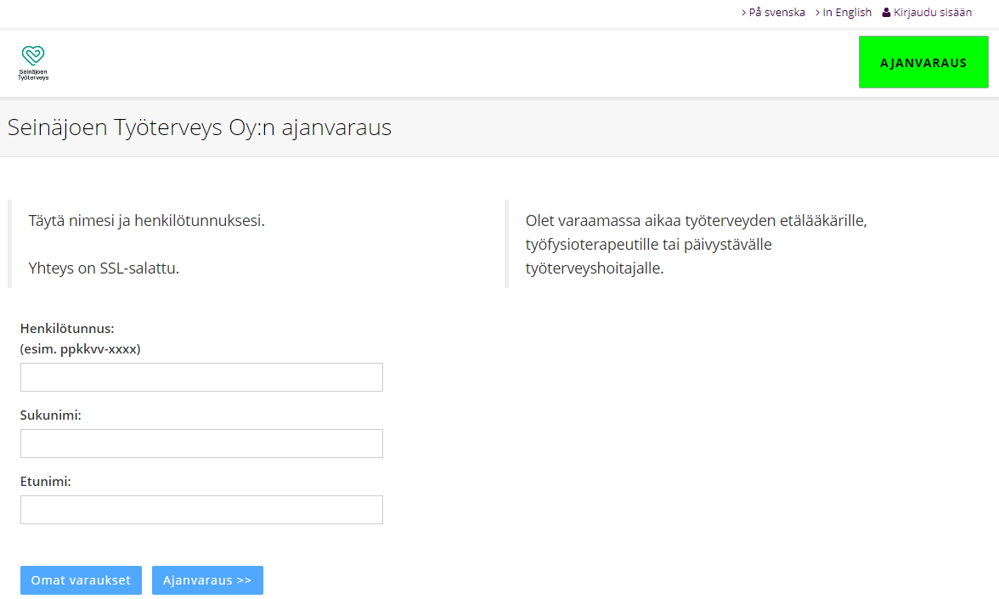 På svenska
In English
Kirjaudu sisään
Seinäjoen
Työterveys
AJANVARAUS
Seinäjoen Työterveys Oy:n ajanvaraus
Täytä nimesi ja henkilötunnuksesi.
Yhteys on SSL-salattu.
Olet varaamassa aikaa työterveyden etälääkärille,
työfysioterapeutille tai päivystävälle
työterveyshoitajalle.
Henkilötunnus:
(esim. ppkkvv-xxxx)
Sukunimi:
Etunimi:
Omat varaukset
Ajanvaraus >>